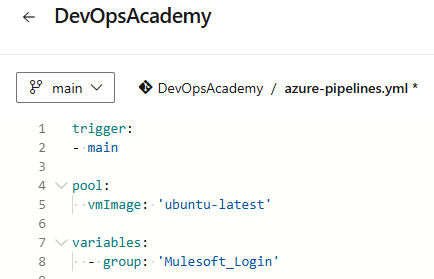 DevOpsAcademy
main DevOpsAcademy / azure-pipelines.yml *
1 trigger:
2 - main
3
4 pool:
5   vmImage: 'ubuntu-latest'
6
7 variables:
8   - group: 'Mulesoft_Login'